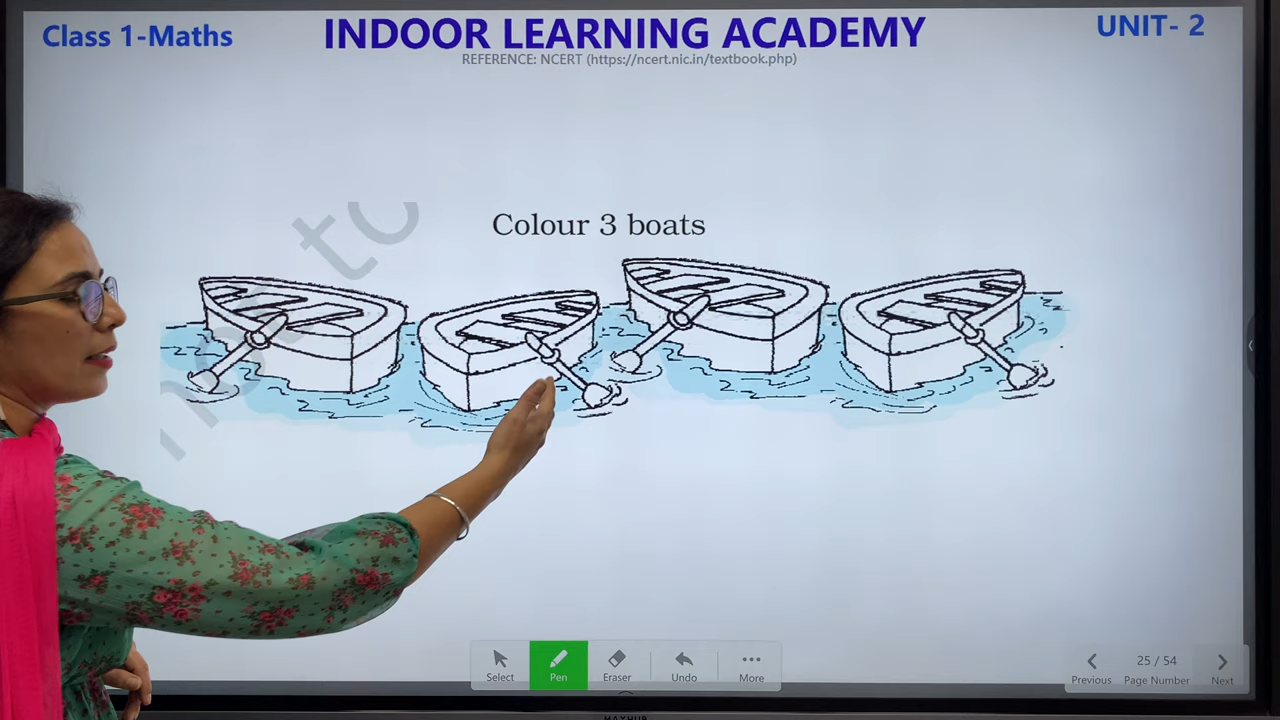 Class 1-Maths
INDOOR LEARNING ACADEMY
UNIT- 2
REFERENCE: NCERT (https://ncert.nic.in/textbook.php)
Colour 3 boats
Select
Pen
Eraser
Undo
More
Previous
25 / 54
Page Number
Next